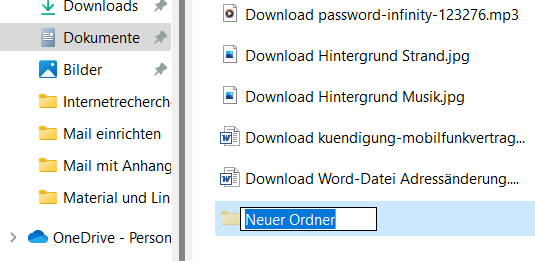 Downloads
Dokumente
Bilder
Internetrecherch
Mail einrichten
Mail mit Anhang
Material und Lin
OneDrive - Person
Download password-infinity-123276.mp3
Download Hintergrund Strand.jpg
Download Hintergrund Musik.jpg
Download kuendigung-mobilfunkvertrag...
Download Word-Datei Adressänderung....
Neuer Ordner